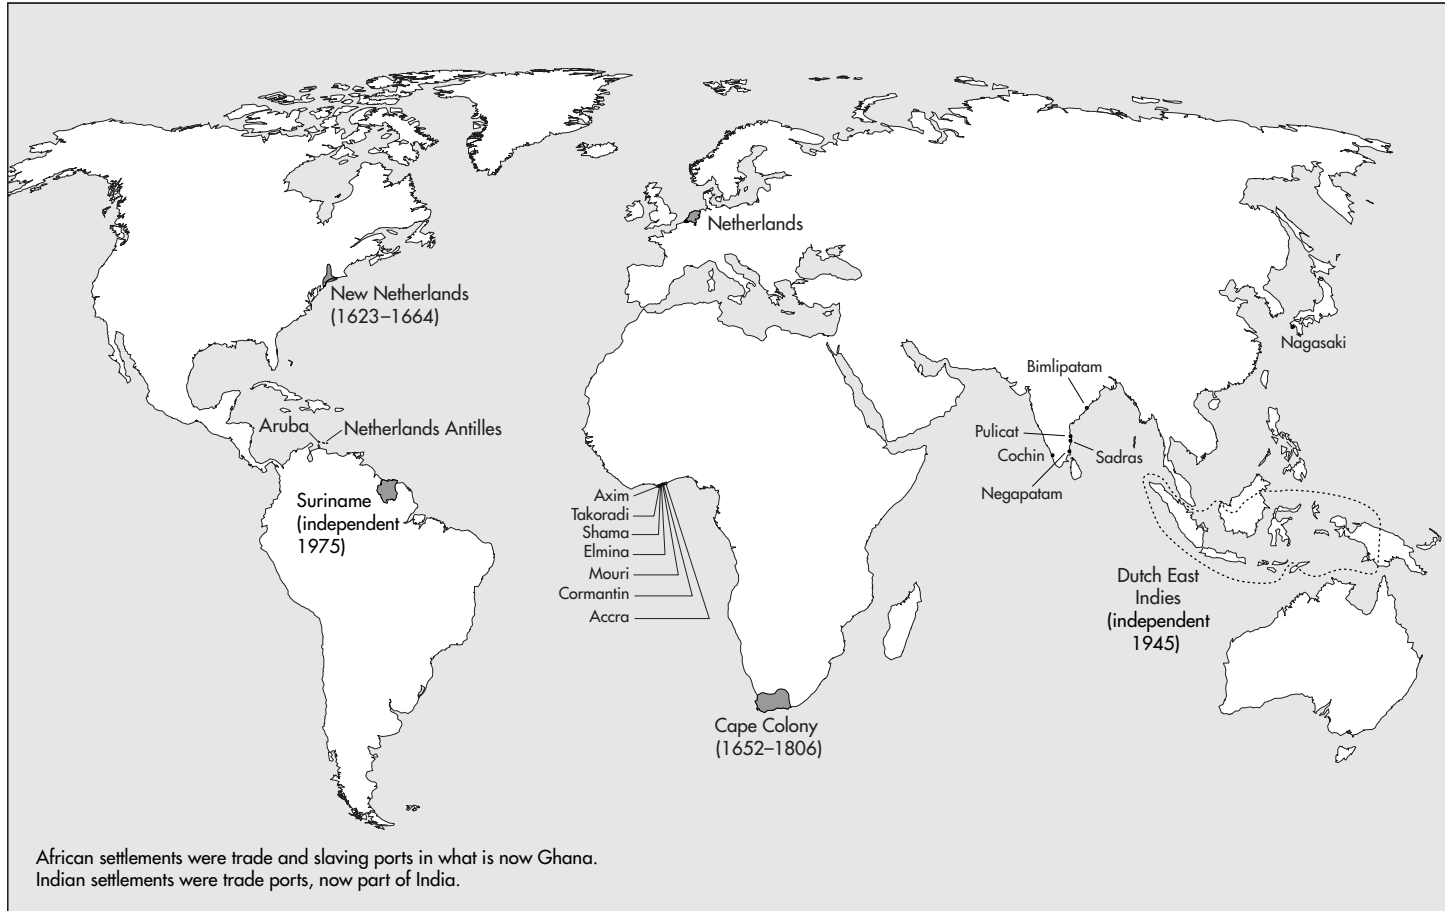 Netherlands
New Netherlands
(1623–1664)
Nagasaki
Bimlipatam
Aruba
Netherlands Antilles
Pulicat
Cochin
Sadras
Negapatam
Suriname
(independent
1975)
Axim
Takoradi
Shama
Elmina
Mouri
Cormantin
Accra
Dutch East
Indies
(independent
1945)
Cape Colony
(1652–1806)
African settlements were trade and slaving ports in what is now Ghana.
Indian settlements were trade ports, now part of India.